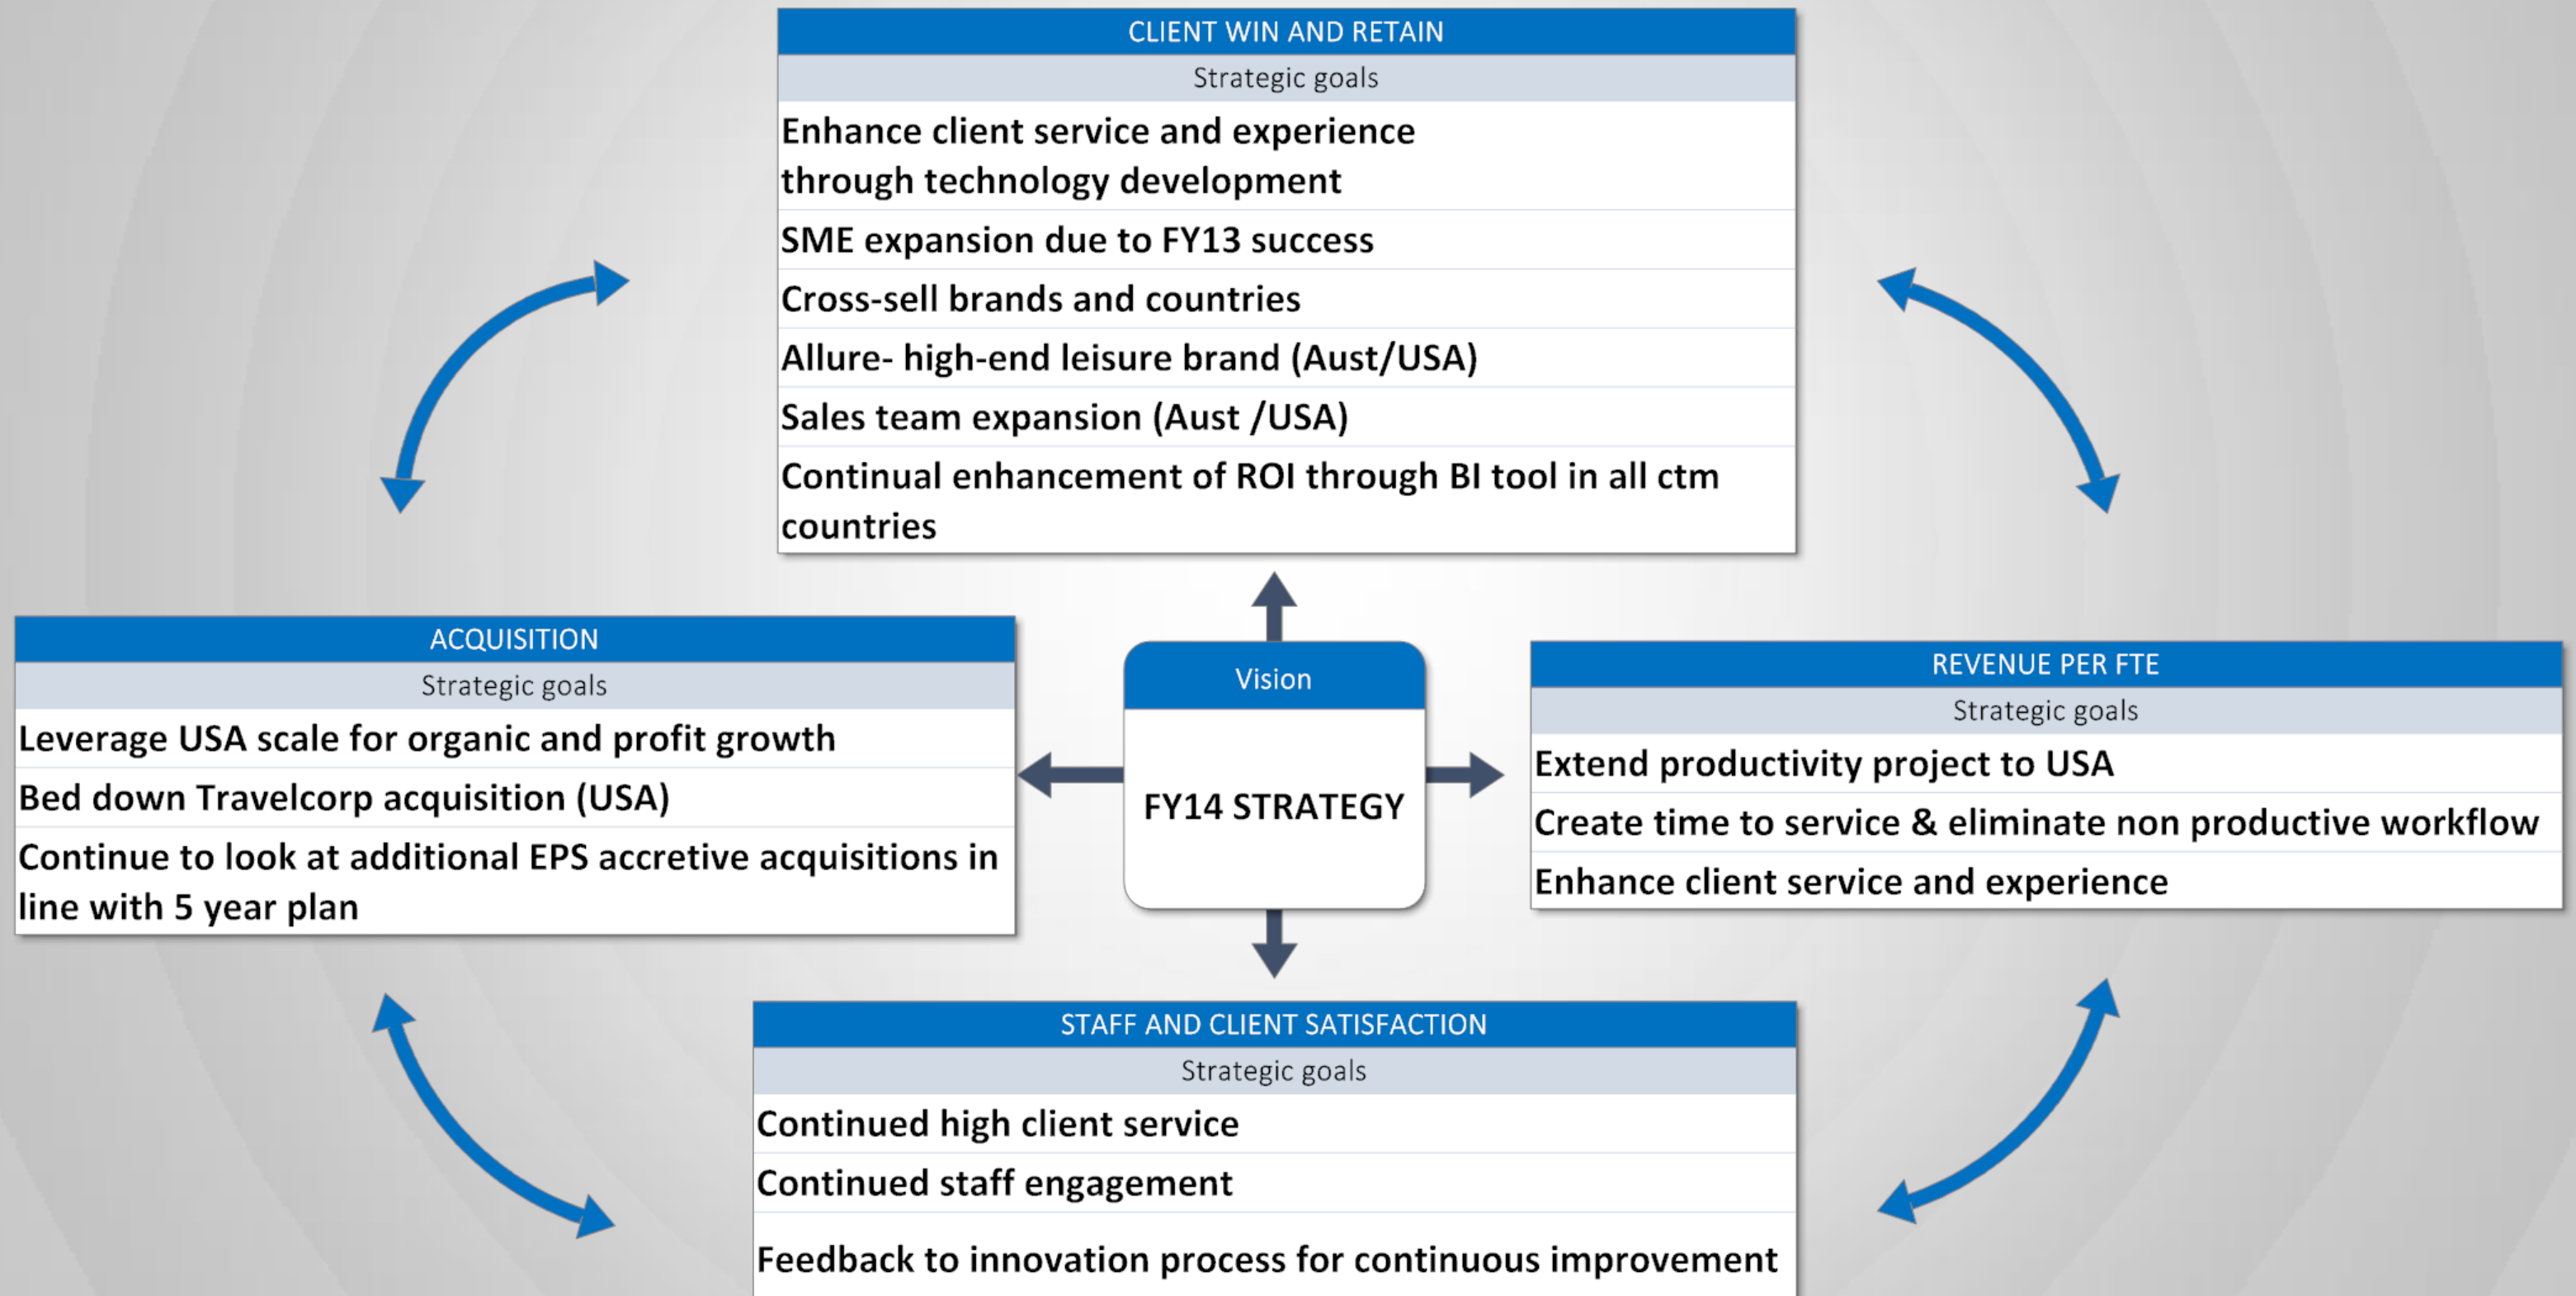 CLIENT WIN AND RETAIN
Strategic goals
Enhance client service and experience
through technology development
SME expansion due to FY13 success
Cross-sell brands and countries
Allure- high-end leisure brand (Aust/USA)
Sales team expansion (Aust /USA)
Continual enhancement of ROI through BI tool in all ctm
countries
ACQUISITION
Strategic goals
Leverage USA scale for organic and profit growth
Bed down Travelcorp acquisition (USA)
Continue to look at additional EPS accretive acquisitions in
line with 5 year plan
Vision
FY14 STRATEGY
REVENUE PER FTE
Strategic goals
Extend productivity project to USA
Create time to service & eliminate non productive workflow
Enhance client service and experience
STAFF AND CLIENT SATISFACTION
Strategic goals
Continued high client service
Continued staff engagement
Feedback to innovation process for continuous improvement